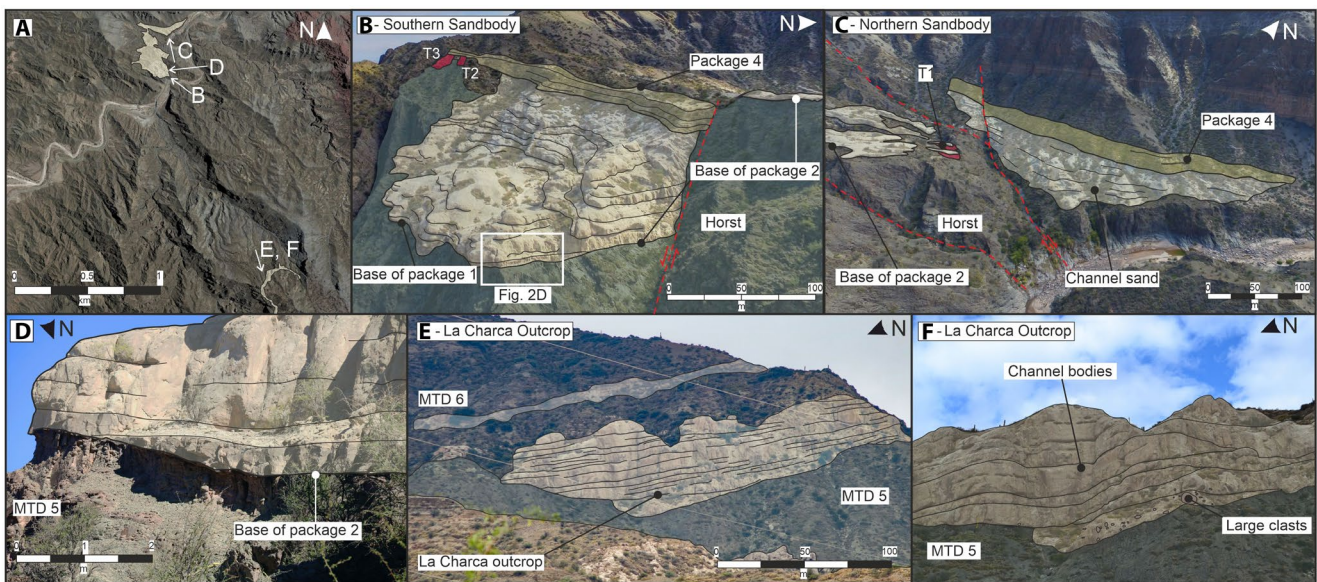 A
N
C
D
B
E, F
0
0.5
1
km
B - Southern Sandbody
N
T3
T2
Package 4
Base of package 2
Horst
Base of package 1
Fig. 2D
0
50
100
m
C - Northern Sandbody
N
T1
Package 4
Horst
Base of package 2
Channel sand
0
50
100
m
D
N
MTD 5
Base of package 2
0
1
2
m
E - La Charca Outcrop
N
MTD 6
MTD 5
La Charca outcrop
0
50
100
m
F - La Charca Outcrop
N
Channel bodies
Large clasts
MTD 5